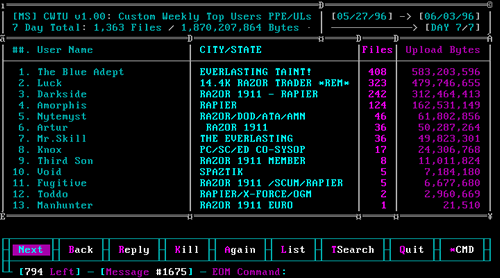 [MS] CWTU v1.00: Custom Weekly Top Users PPE/ULs [05/27/96] -> [06/03/96]
7 Day Total: 1,363 Files / 1,870,207,864 Bytes - [DAY 7/7]
##. User Name CITY/STATE Files Upload Bytes
1. The Blue Adept EVERLASTING TAINT! 408 583,203,596
2. Luck 14.4K RAZOR TRADER *REM* 323 479,746,655
3. Darkside RAZOR 1911 - RAPIER 242 312,464,413
4. Amorphis RAPIER 124 162,531,149
5. Nytemyst RAZOR/DOD/ATA/AMN 46 61,802,056
6. Artur RAZOR 1911 36 50,287,264
7. Mr.Skill THE EVERLASTING 36 49,823,301
8. Knox PC/SC/ED CO-SYSOP 17 24,306,768
9. Third Son RAZOR 1911 MEMBER 8 11,011,824
10. Void SPAZTIK 5 7,184,180
11. Fugitive RAZOR 1911 /SCUM/RAPIER 5 6,677,680
12. Toddo RAPIER/X-FORCE/OGM 2 2,960,669
13. Manhunter RAZOR 1911 EURO 1 21,510
Next Back Reply Kill Again List TSearch Quit *CMD
[794 Left] - [Message #1675] - EOM Command: